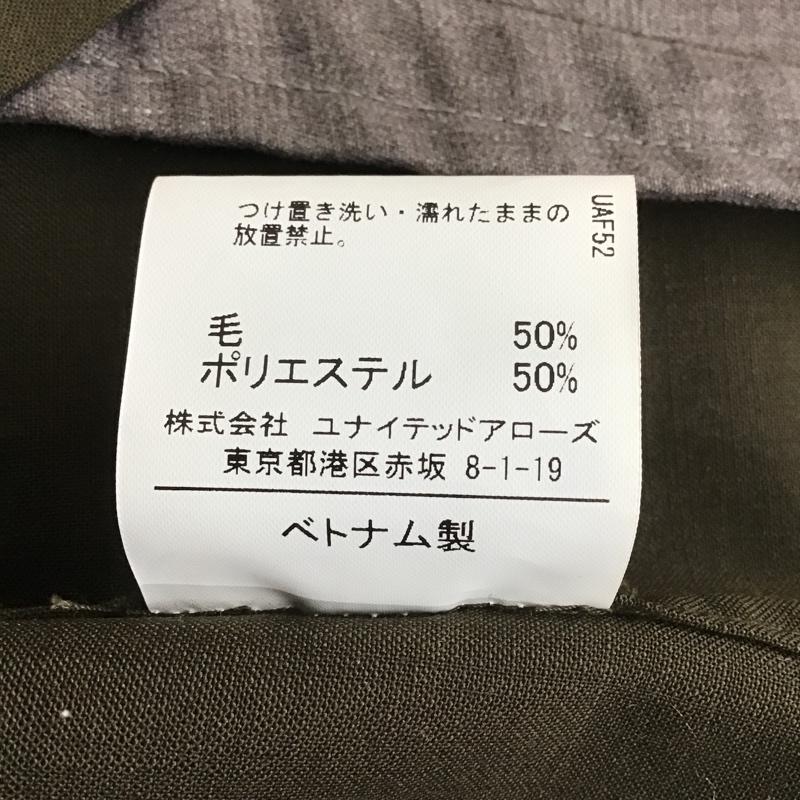 つけ置き洗い・濡れたままの
放置禁止。
UAF52
毛 50%
ポリエステル 50%
株式会社 ユナイテッドアローズ
東京都港区赤坂 8-1-19
ベトナム製